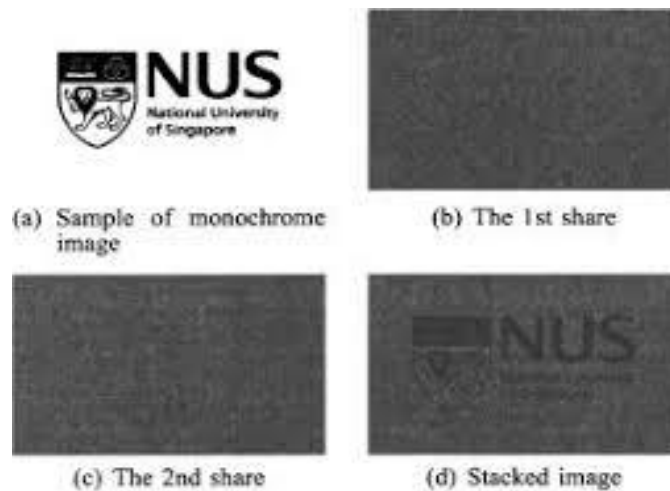 NUS
National University
of Singapore
(a) Sample of monochrome
image
(b) The 1st share
NUS
(c) The 2nd share
(d) Stacked image